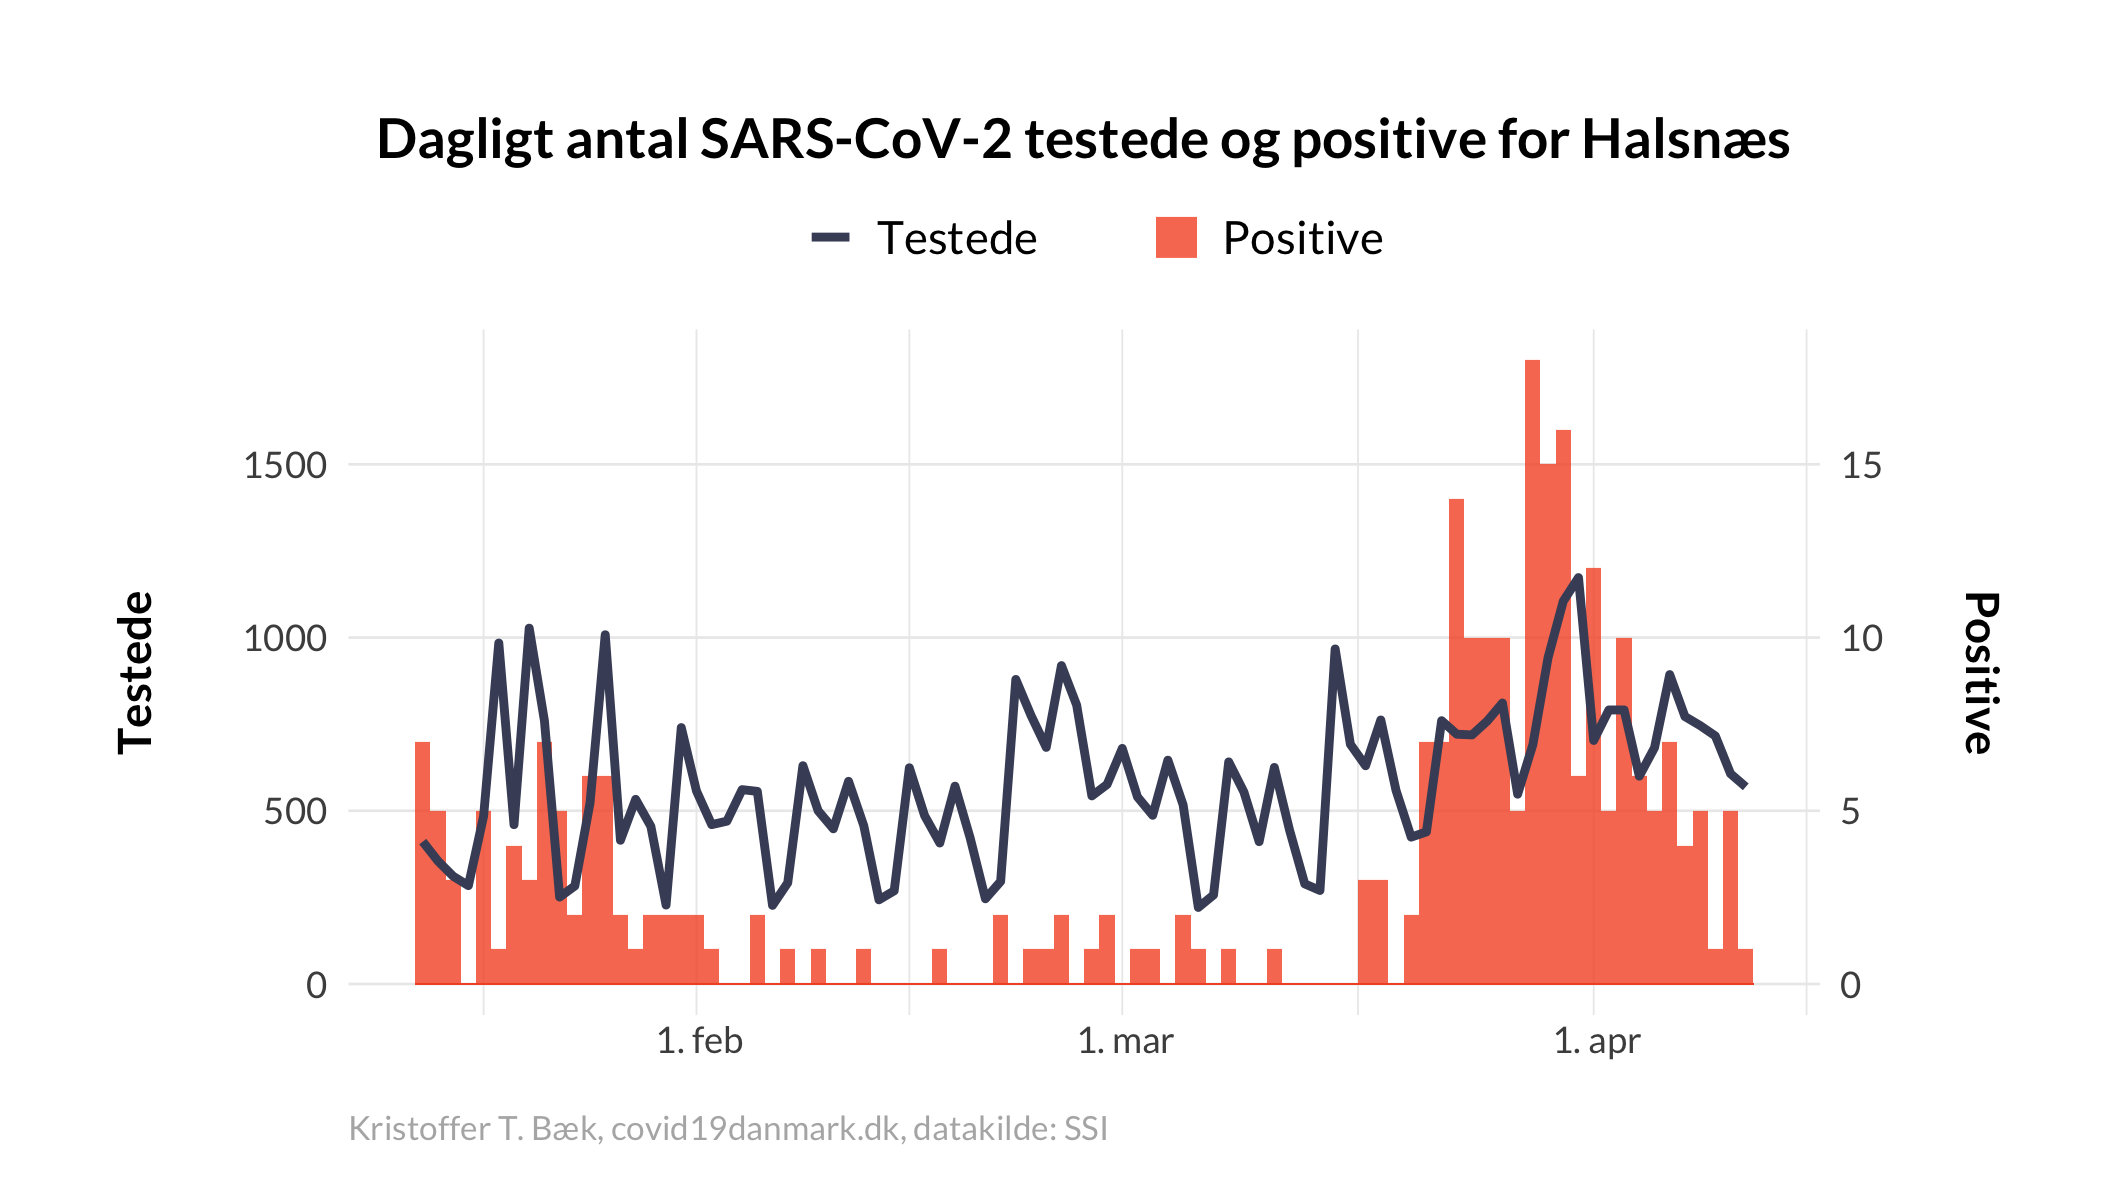 Dagligt antal SARS-CoV-2 testede og positive for Halsnæs
Testede
Positive
1500
1000
500
0
Testede
15
10
5
0
Positive
1. feb
1. mar
1. apr
Kristoffer T. Bæk, covid19danmark.dk, datakilde: SSI